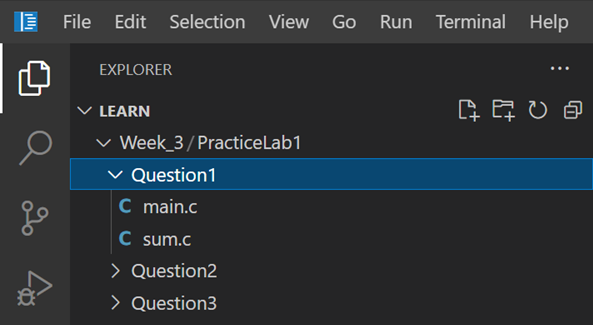 File Edit Selection View Go Run Terminal Help
EXPLORER ...
LEARN
Week_3 / PracticeLab1
Question1
C main.c
C sum.c
Question2
Question3